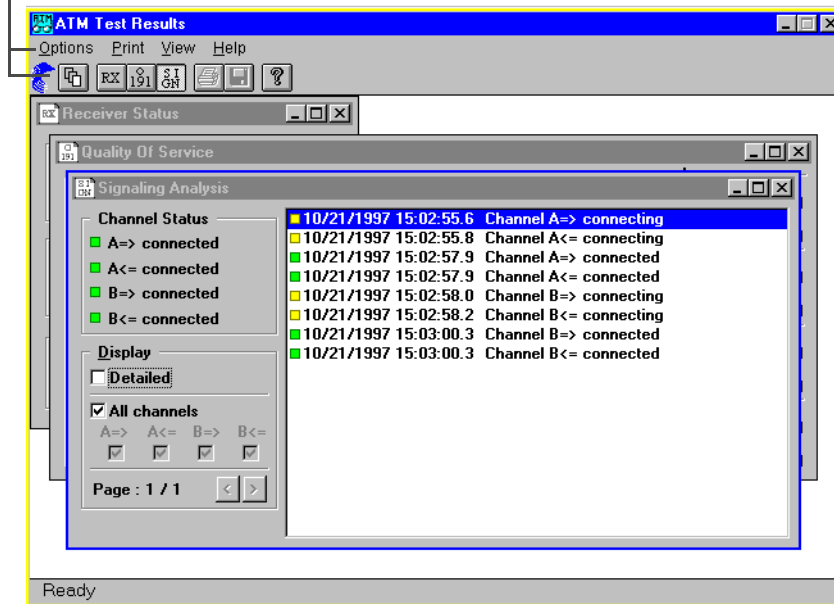 ATM Test Results
Options Print View Help
RX 191 SIGN ?
RX Receiver Status
191 Quality Of Service
SIGN Signaling Analysis
Channel Status
A=> connected
A<= connected
B=> connected
B<= connected
Display
Detailed
All channels
A=> A<= B=> B<=
Page : 1 / 1 < >
10/21/1997 15:02:55.6 Channel A=> connecting
10/21/1997 15:02:55.8 Channel A<= connecting
10/21/1997 15:02:57.9 Channel A=> connected
10/21/1997 15:02:57.9 Channel A<= connected
10/21/1997 15:02:58.0 Channel B=> connecting
10/21/1997 15:02:58.2 Channel B<= connecting
10/21/1997 15:03:00.3 Channel B=> connected
10/21/1997 15:03:00.3 Channel B<= connected
Ready